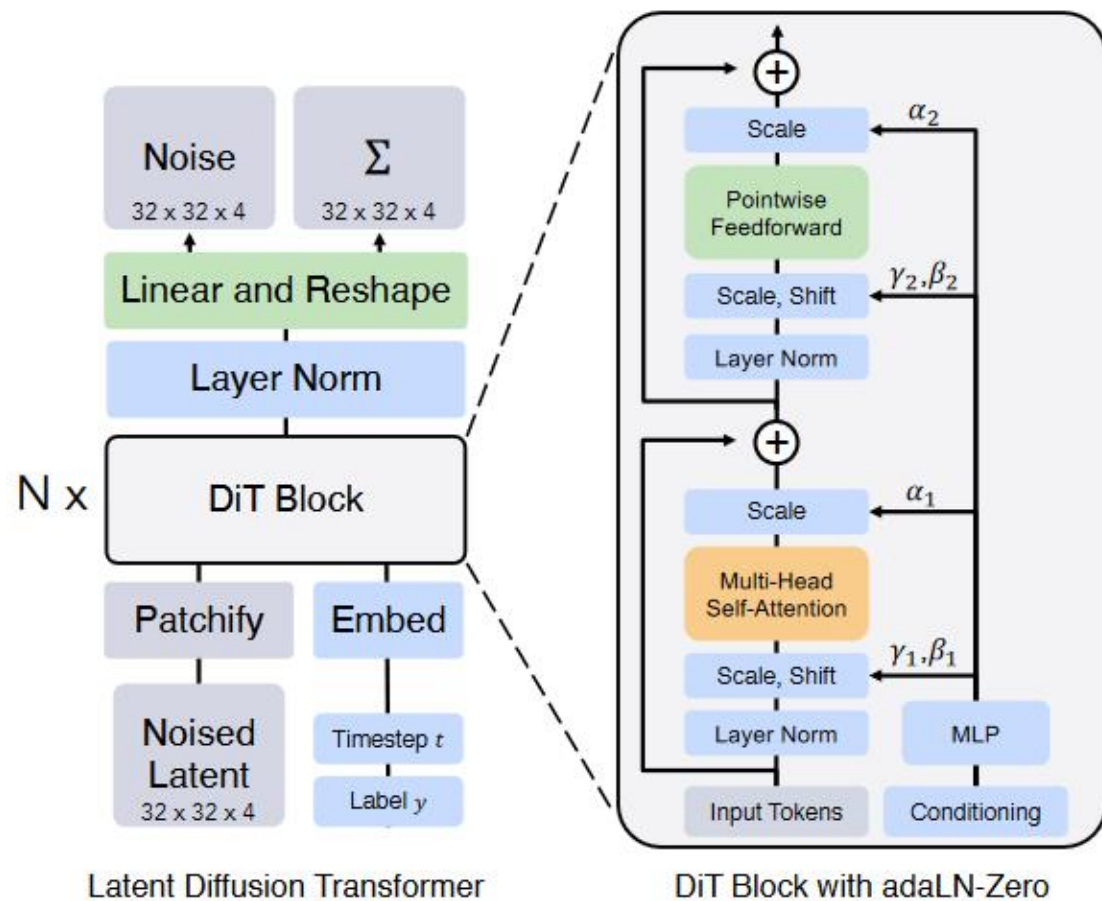 Noise
32 x 32 x 4
Σ
32 x 32 x 4
Linear and Reshape
Layer Norm
N x
DiT Block
Patchify
Embed
Noised
Latent
32 x 32 x 4
Timestep t
Label y
Latent Diffusion Transformer
+
Scale
α₂
Pointwise
Feedforward
γ₂,β₂
Scale, Shift
Layer Norm
+
Scale
α₁
Multi-Head
Self-Attention
γ₁,β₁
Scale, Shift
Layer Norm
MLP
Input Tokens
Conditioning
DiT Block with adaLN-Zero